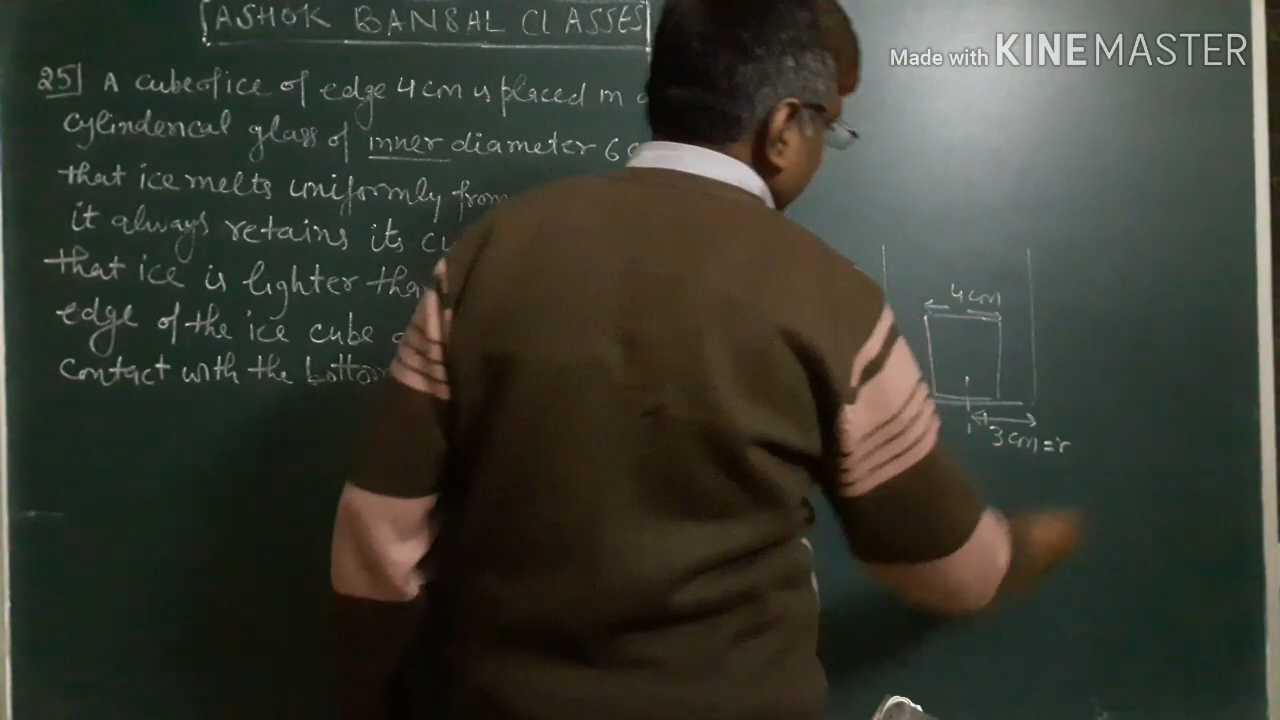 ASHOK BANSAL CLASSES
Made with KINEMASTER
25] A cube of ice of edge 4 cm is placed in
cylinderical glass of inner diameter 6
that ice melts uniformly from
it always retains its
that ice is lighter
edge of the ice cube
contact with the bottom
4 cm
3 cm = r